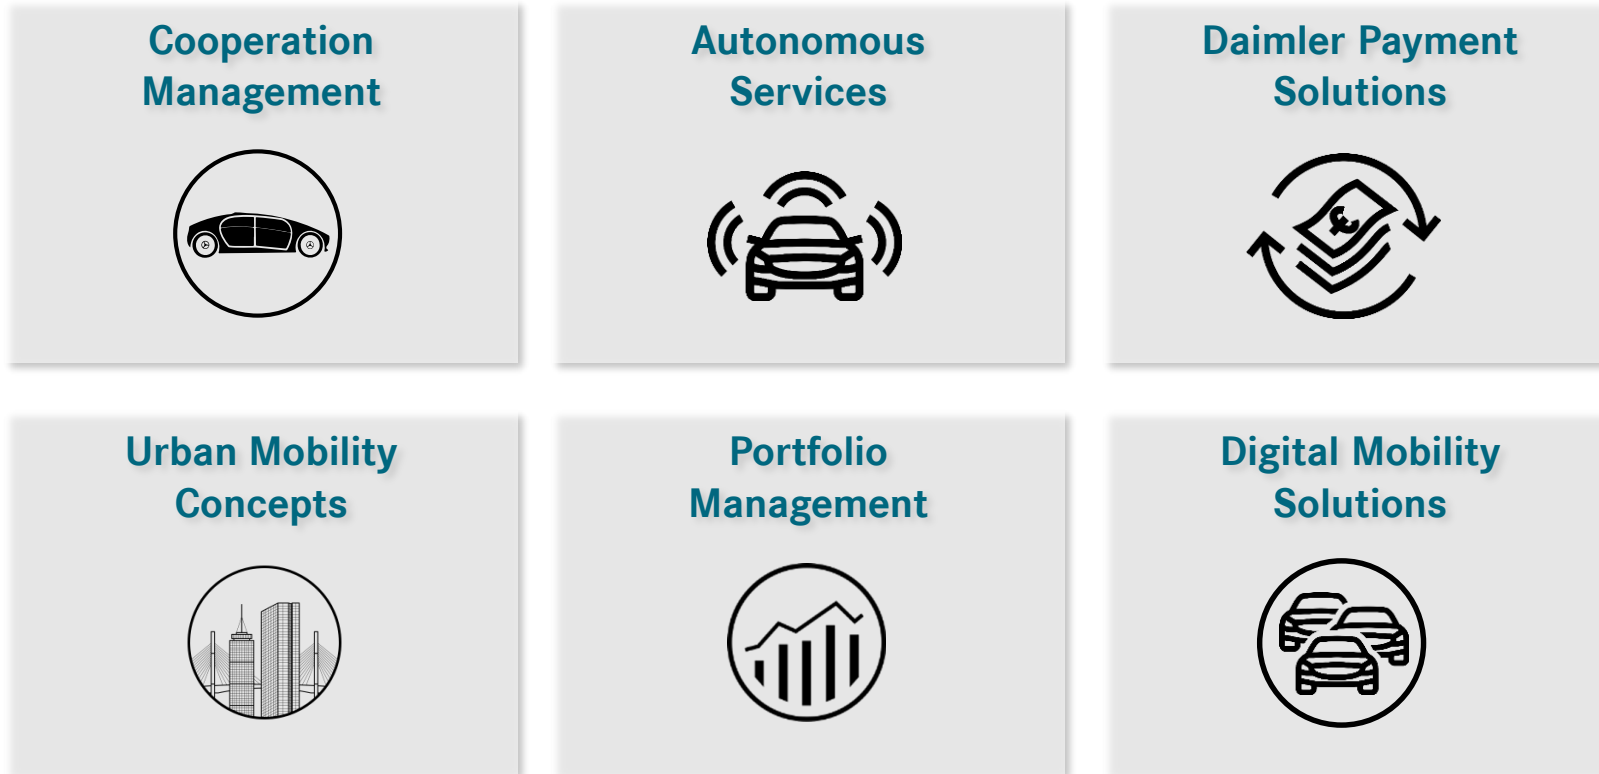 Cooperation
Management
Autonomous
Services
Daimler Payment
Solutions
Urban Mobility
Concepts
Portfolio
Management
Digital Mobility
Solutions